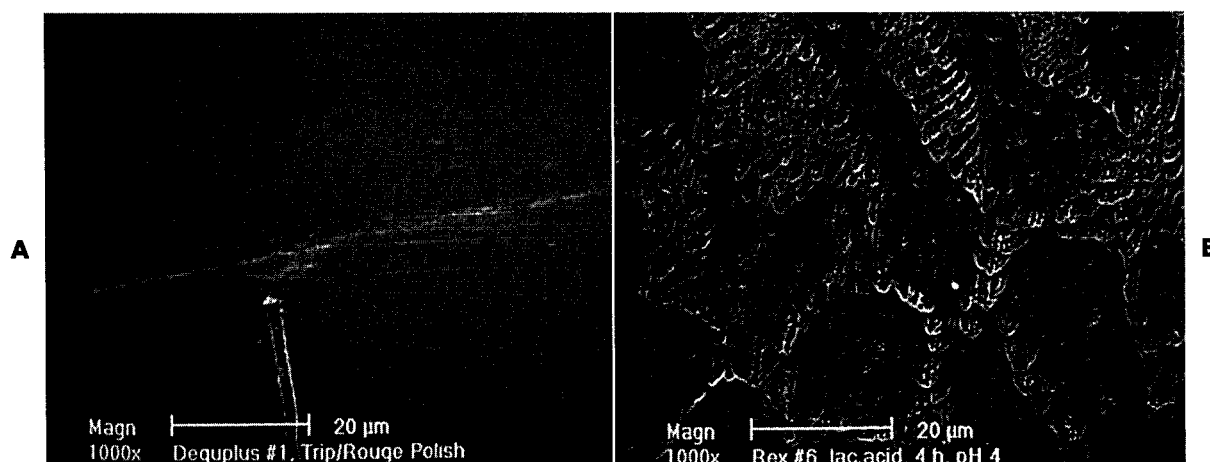 A
B
Magn
20 µm
1000x
Deguplus #1, Trip/Rouge Polish
Magn
20 µm
1000x
Rex #6, lac.acid, 4 h, pH 4